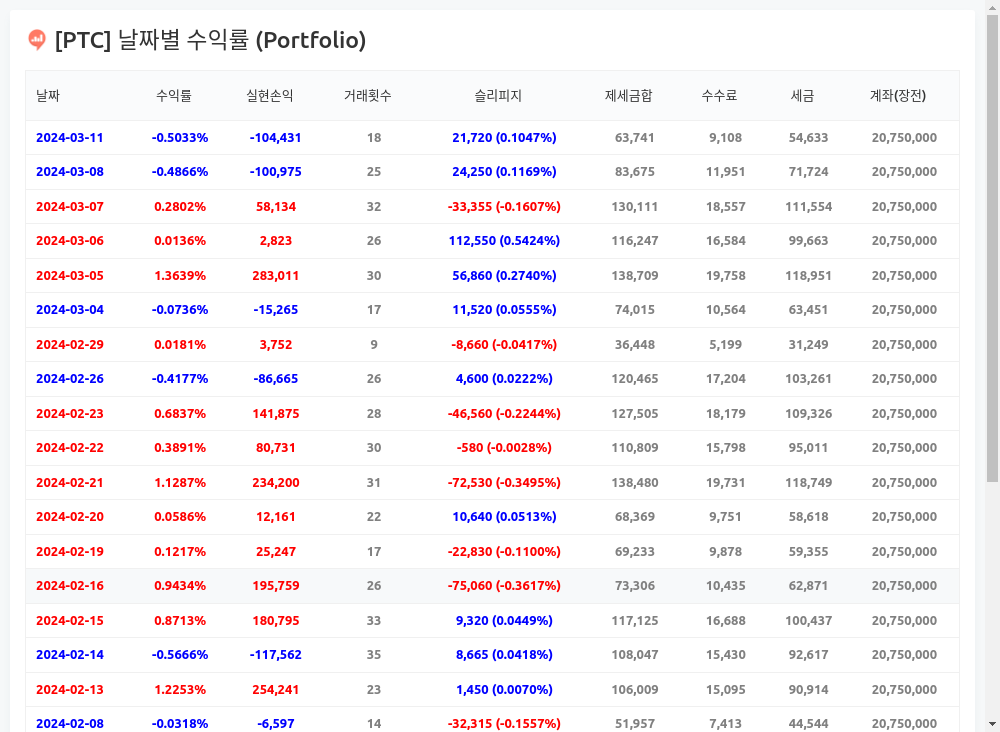 [PTC] 날짜별 수익률 (Portfolio)
날짜 수익률 실현손익 거래횟수 슬리피지 제세금합 수수료 세금 계좌(장전)
2024-03-11 -0.5033% -104,431 18 21,720 (0.1047%) 63,741 9,108 54,633 20,750,000
2024-03-08 -0.4866% -100,975 25 24,250 (0.1169%) 83,675 11,951 71,724 20,750,000
2024-03-07 0.2802% 58,134 32 -33,355 (-0.1607%) 130,111 18,557 111,554 20,750,000
2024-03-06 0.0136% 2,823 26 112,550 (0.5424%) 116,247 16,584 99,663 20,750,000
2024-03-05 1.3639% 283,011 30 56,860 (0.2740%) 138,709 19,758 118,951 20,750,000
2024-03-04 -0.0736% -15,265 17 11,520 (0.0555%) 74,015 10,564 63,451 20,750,000
2024-02-29 0.0181% 3,752 9 -8,660 (-0.0417%) 36,448 5,199 31,249 20,750,000
2024-02-26 -0.4177% -86,665 26 4,600 (0.0222%) 120,465 17,204 103,261 20,750,000
2024-02-23 0.6837% 141,875 28 -46,560 (-0.2244%) 127,505 18,179 109,326 20,750,000
2024-02-22 0.3891% 80,731 30 -580 (-0.0028%) 110,809 15,798 95,011 20,750,000
2024-02-21 1.1287% 234,200 31 -72,530 (-0.3495%) 138,480 19,731 118,749 20,750,000
2024-02-20 0.0586% 12,161 22 10,640 (0.0513%) 68,369 9,751 58,618 20,750,000
2024-02-19 0.1217% 25,247 17 -22,830 (-0.1100%) 69,233 9,878 59,355 20,750,000
2024-02-16 0.9434% 195,759 26 -75,060 (-0.3617%) 73,306 10,435 62,871 20,750,000
2024-02-15 0.8713% 180,795 33 9,320 (0.0449%) 117,125 16,688 100,437 20,750,000
2024-02-14 -0.5666% -117,562 35 8,665 (0.0418%) 108,047 15,430 92,617 20,750,000
2024-02-13 1.2253% 254,241 23 1,450 (0.0070%) 106,009 15,095 90,914 20,750,000
2024-02-08 -0.0318% -6,597 14 -32,315 (-0.1557%) 51,957 7,413 44,544 20,750,000